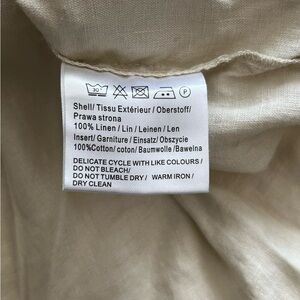 30°
P
Shell/ Tissu Extérieur/ Oberstoff/
Prawa strona
100% Linen/ Lin / Leinen / Len
Insert/ Garniture / Einsatz/ Obszycie
100%Cotton/ coton/ Baumwolle/ Bawelna
DELICATE CYCLE WITH LIKE COLOURS /
DO NOT BLEACH/
DO NOT TUMBLE DRY / WARM IRON /
DRY CLEAN